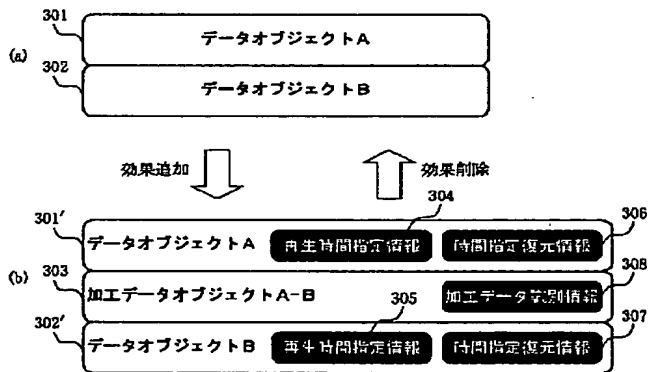 301
データオブジェクトA
(a)
302
データオブジェクトB
効果追加
効果削除
304
306
301'
データオブジェクトA 再生時間指定情報 時間指定復元情報
303
308
(b)
加工データオブジェクトA-B 加工データ識別情報
305
307
302'
データオブジェクトB 再生時間指定情報 時間指定復元情報